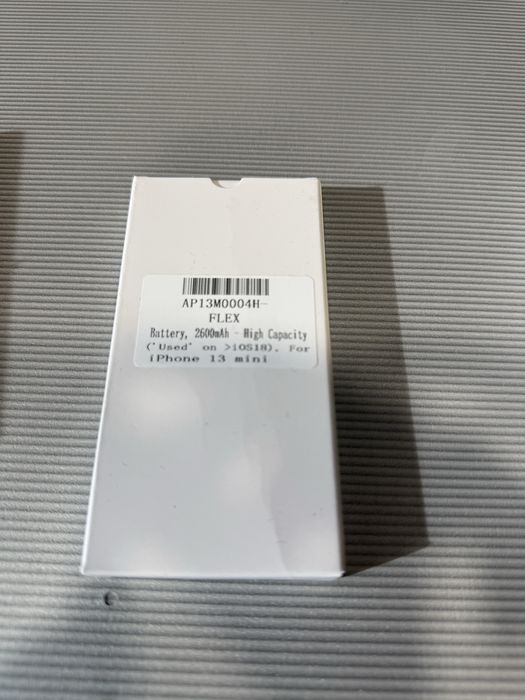 AP13M0004H-
FLEX
Battery, 2600mAh - High Capacity
('Used' on >iOS18). For
iPhone 13 mini